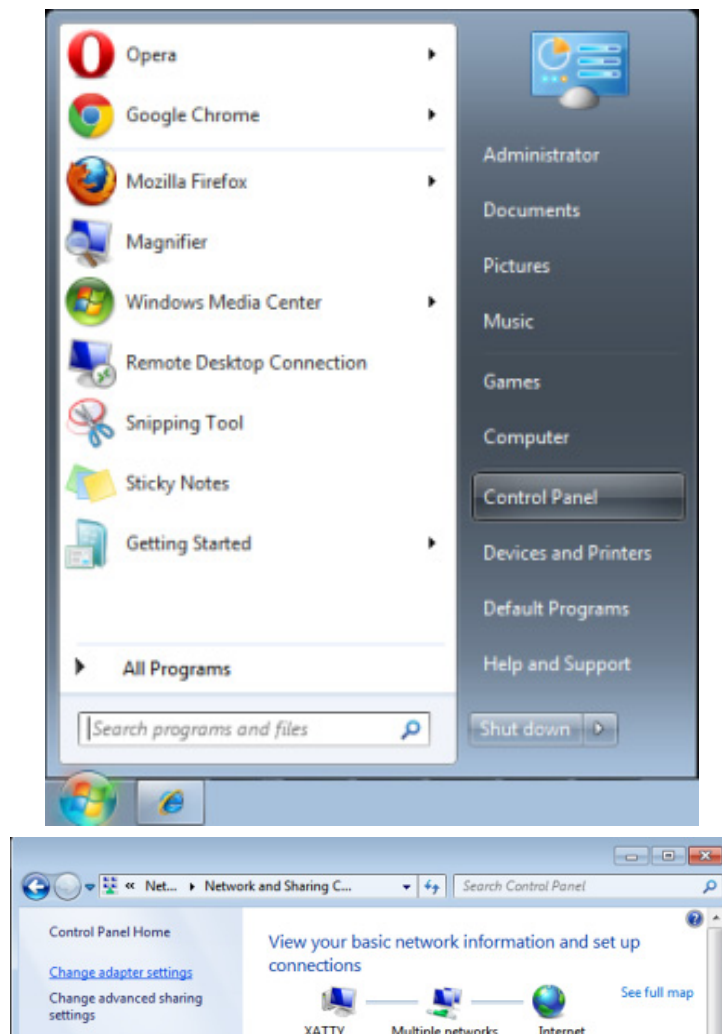 Opera
Google Chrome
Mozilla Firefox
Magnifier
Windows Media Center
Remote Desktop Connection
Snipping Tool
Sticky Notes
Getting Started
All Programs
Search programs and files
Administrator
Documents
Pictures
Music
Games
Computer
Control Panel
Devices and Printers
Default Programs
Help and Support
Shut down
« Net... Network and Sharing C...
Search Control Panel
Control Panel Home
Change adapter settings
Change advanced sharing
settings
View your basic network information and set up
connections
See full map
XATTY Multiple networks Internet